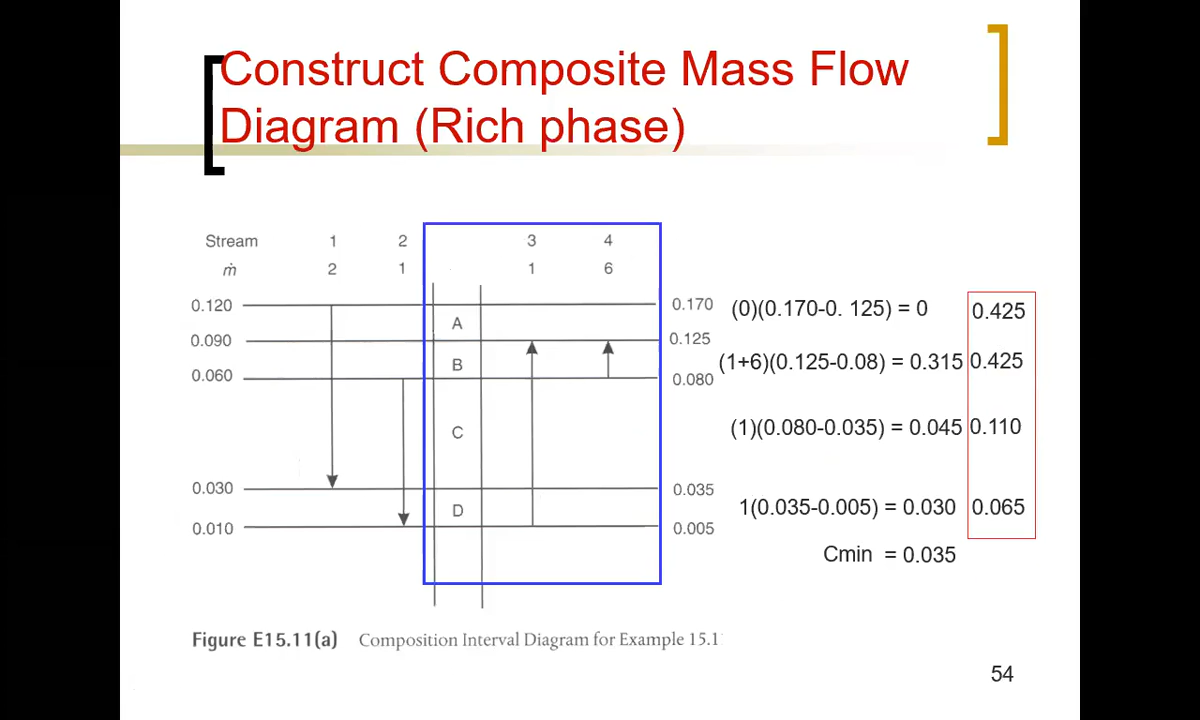 Construct Composite Mass Flow
Diagram (Rich phase)
Stream 1 2 3 4
ṁ 2 1 1 6
0.120 0.170 (0)(0.170-0. 125) = 0 0.425
A
0.090 0.125
B (1+6)(0.125-0.08) = 0.315 0.425
0.060 0.080
C (1)(0.080-0.035) = 0.045 0.110
0.030 0.035
D 1(0.035-0.005) = 0.030 0.065
0.010 0.005
Cmin = 0.035
Figure E15.11(a) Composition Interval Diagram for Example 15.1
54